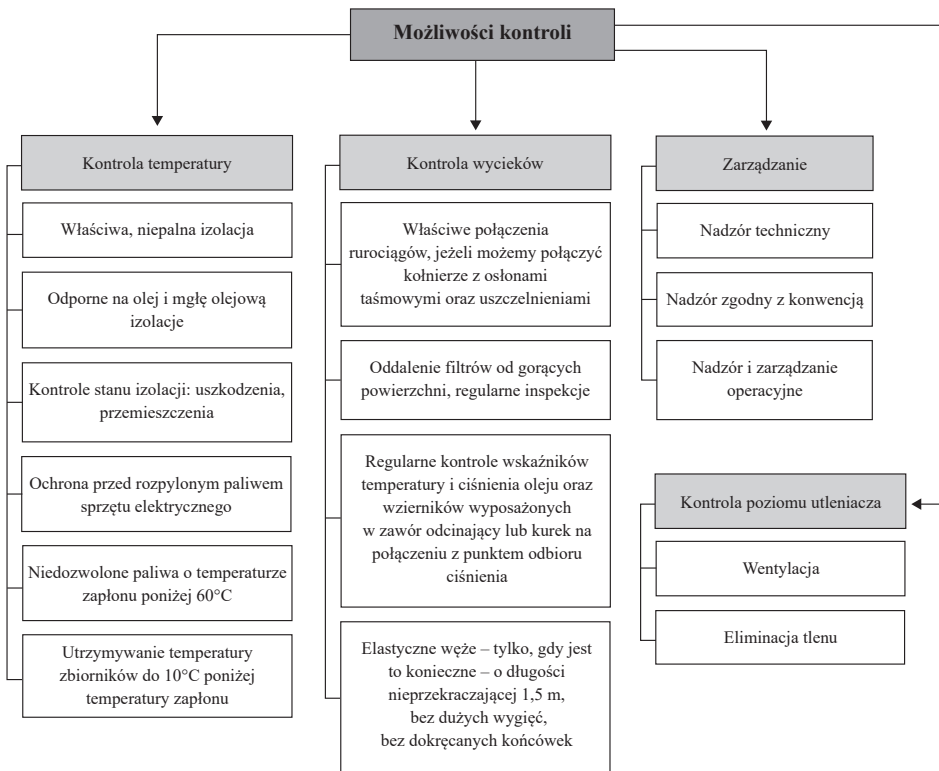 Możliwości kontroli
Kontrola temperatury
Właściwa, niepalna izolacja
Odporne na olej i mgłę olejową
izolacje
Kontrole stanu izolacji: uszkodzenia,
przemieszczenia
Ochrona przed rozpylonym paliwem
sprzętu elektrycznego
Niedozwolone paliwa o temperaturze
zapłonu poniżej 60°C
Utrzymywanie temperatury
zbiorników do 10°C poniżej
temperatury zapłonu
Kontrola wycieków
Właściwe połączenia
rurociągów, jeżeli możemy połączyć
kołnierze z osłonami
taśmowymi oraz uszczelnieniami
Oddalenie filtrów od gorących
powierzchni, regularne inspekcje
Regularne kontrole wskaźników
temperatury i ciśnienia oleju oraz
wzierników wyposażonych
w zawór odcinający lub kurek na
połączeniu z punktem odbioru
ciśnienia
Elastyczne węże – tylko, gdy jest
to konieczne – o długości
nieprzekraczającej 1,5 m,
bez dużych wygięć,
bez dokręcanych końcówek
Zarządzanie
Nadzór techniczny
Nadzór zgodny z konwencją
Nadzór i zarządzanie
operacyjne
Kontrola poziomu utleniacza
Wentylacja
Eliminacja tlenu